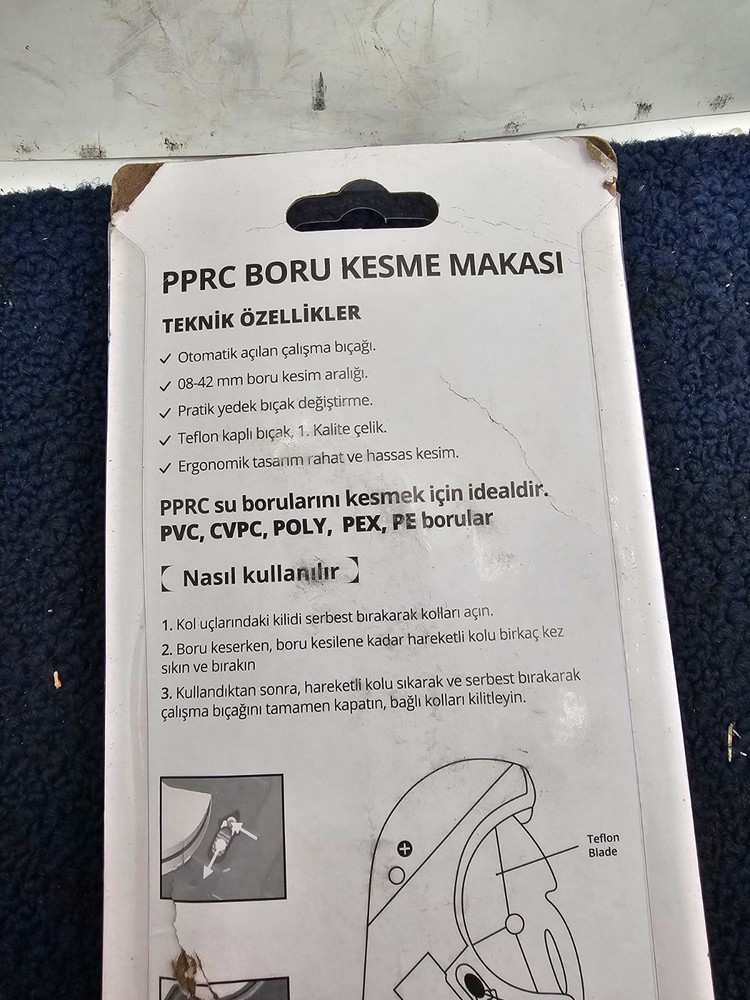 PPRC BORU KESME MAKASI
TEKNİK ÖZELLİKLER
✓ Otomatik açılan çalışma bıçağı.
✓ 08-42 mm boru kesim aralığı.
✓ Pratik yedek bıçak değiştirme.
✓ Teflon kaplı bıçak, 1. Kalite çelik.
✓ Ergonomik tasarım rahat ve hassas kesim.
PPRC su borularını kesmek için idealdir.
PVC, CVPC, POLY, PEX, PE borular
Nasıl kullanılır
1. Kol uçlarındaki kilidi serbest bırakarak kolları açın.
2. Boru keserken, boru kesilene kadar hareketli kolu birkaç kez
sıkın ve bırakın
3. Kullandıktan sonra, hareketli kolu sıkarak ve serbest bırakarak
çalışma bıçağını tamamen kapatın, bağlı kolları kilitleyin.
Teflon
Blade